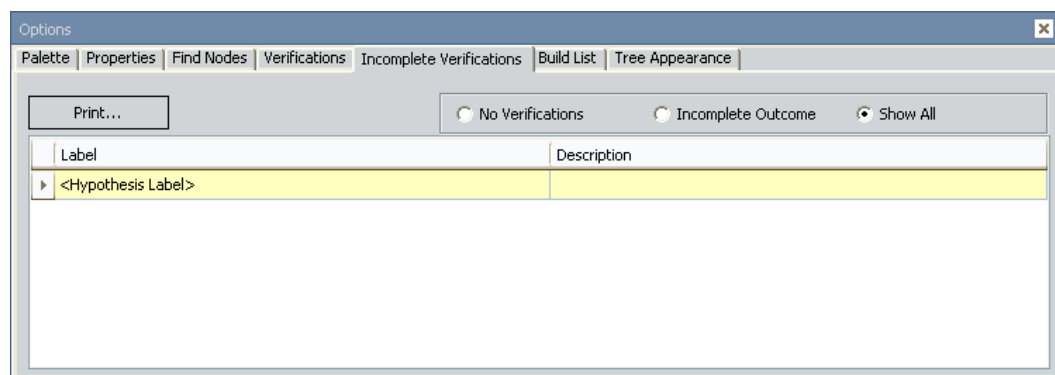 Options
Palette Properties Find Nodes Verifications Incomplete Verifications Build List Tree Appearance
Print... No Verifications Incomplete Outcome Show All
Label Description
<Hypothesis Label>